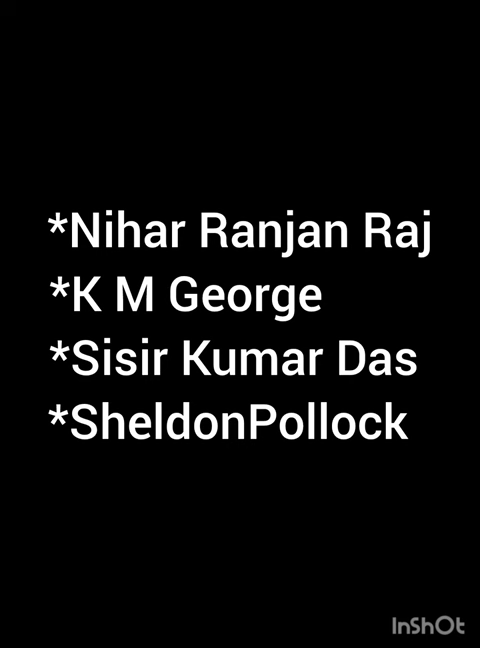 *Nihar Ranjan Raj
*K M George
*Sisir Kumar Das
*SheldonPollock
InShOt